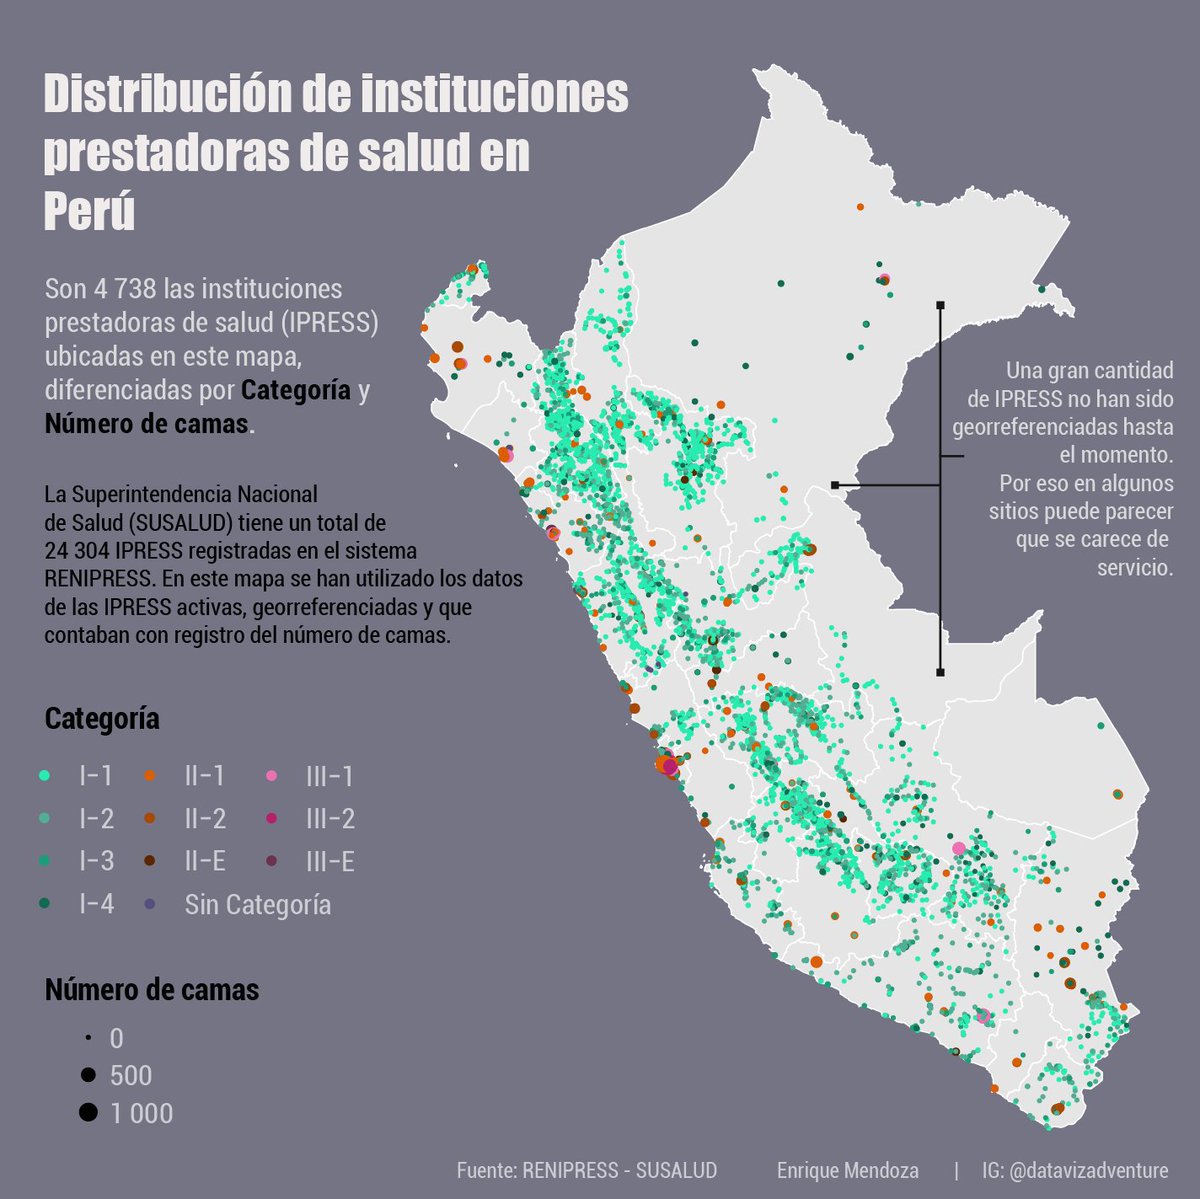 Distribución de instituciones
prestadoras de salud en
Perú
Son 4 738 las instituciones
prestadoras de salud (IPRESS)
ubicadas en este mapa,
diferenciadas por Categoría y
Número de camas.
La Superintendencia Nacional
de Salud (SUSALUD) tiene un total de
24 304 IPRESS registradas en el sistema
RENIPRESS. En este mapa se han utilizado los datos
de las IPRESS activas, georreferenciadas y que
contaban con registro del número de camas.
Una gran cantidad
de IPRESS no han sido
georreferenciadas hasta
el momento.
Por eso en algunos
sitios puede parecer
que se carece de
servicio.
Categoría
I-1 II-1 III-1
I-2 II-2 III-2
I-3 II-E III-E
I-4 Sin Categoría
Número de camas
0
500
1 000
Fuente: RENIPRESS - SUSALUD Enrique Mendoza | IG: @datavizadventure